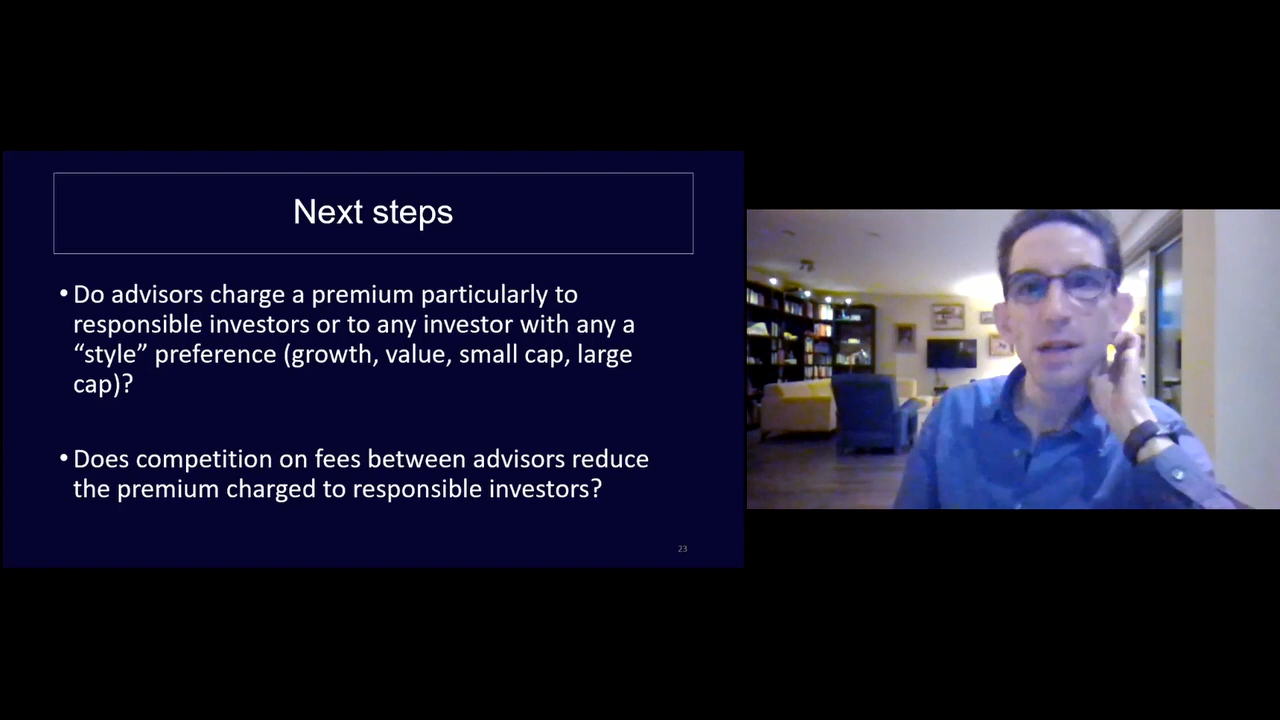 Next steps
• Do advisors charge a premium particularly to
responsible investors or to any investor with any a
“style” preference (growth, value, small cap, large
cap)?
• Does competition on fees between advisors reduce
the premium charged to responsible investors?
23